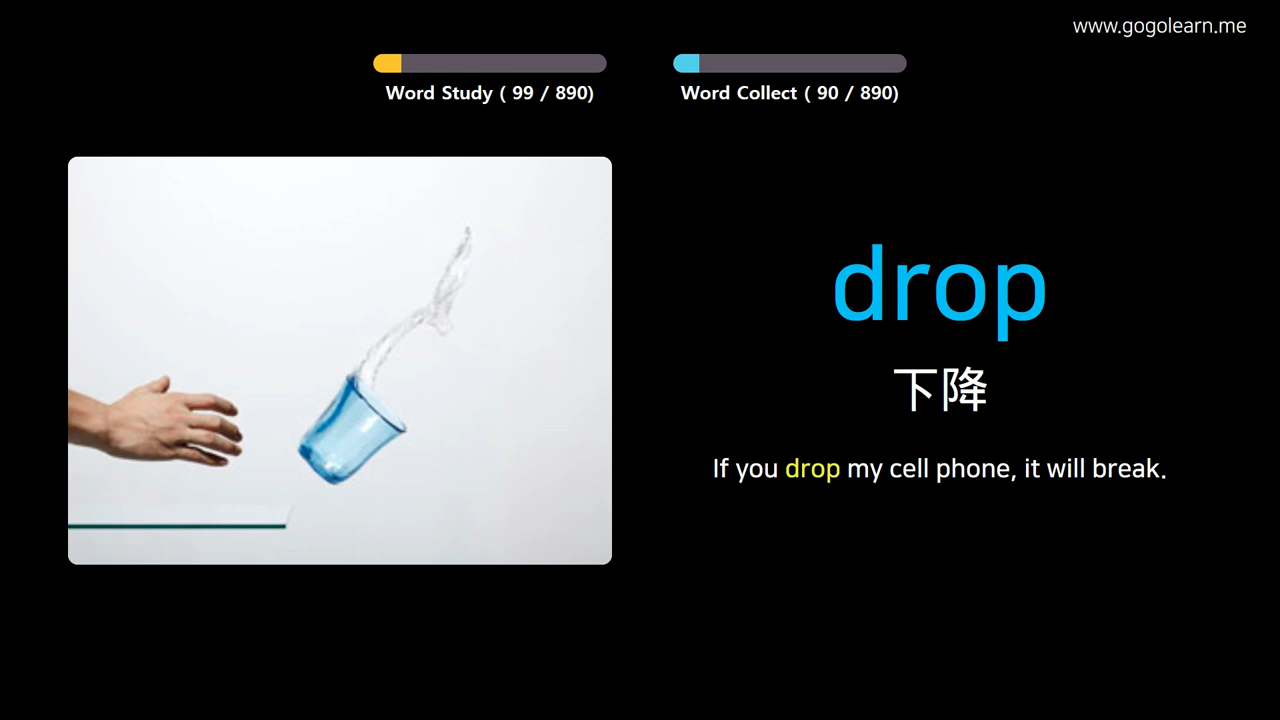 www.gogolearn.me
Word Study ( 99 / 890)
Word Collect ( 90 / 890)
drop
下降
If you drop my cell phone, it will break.